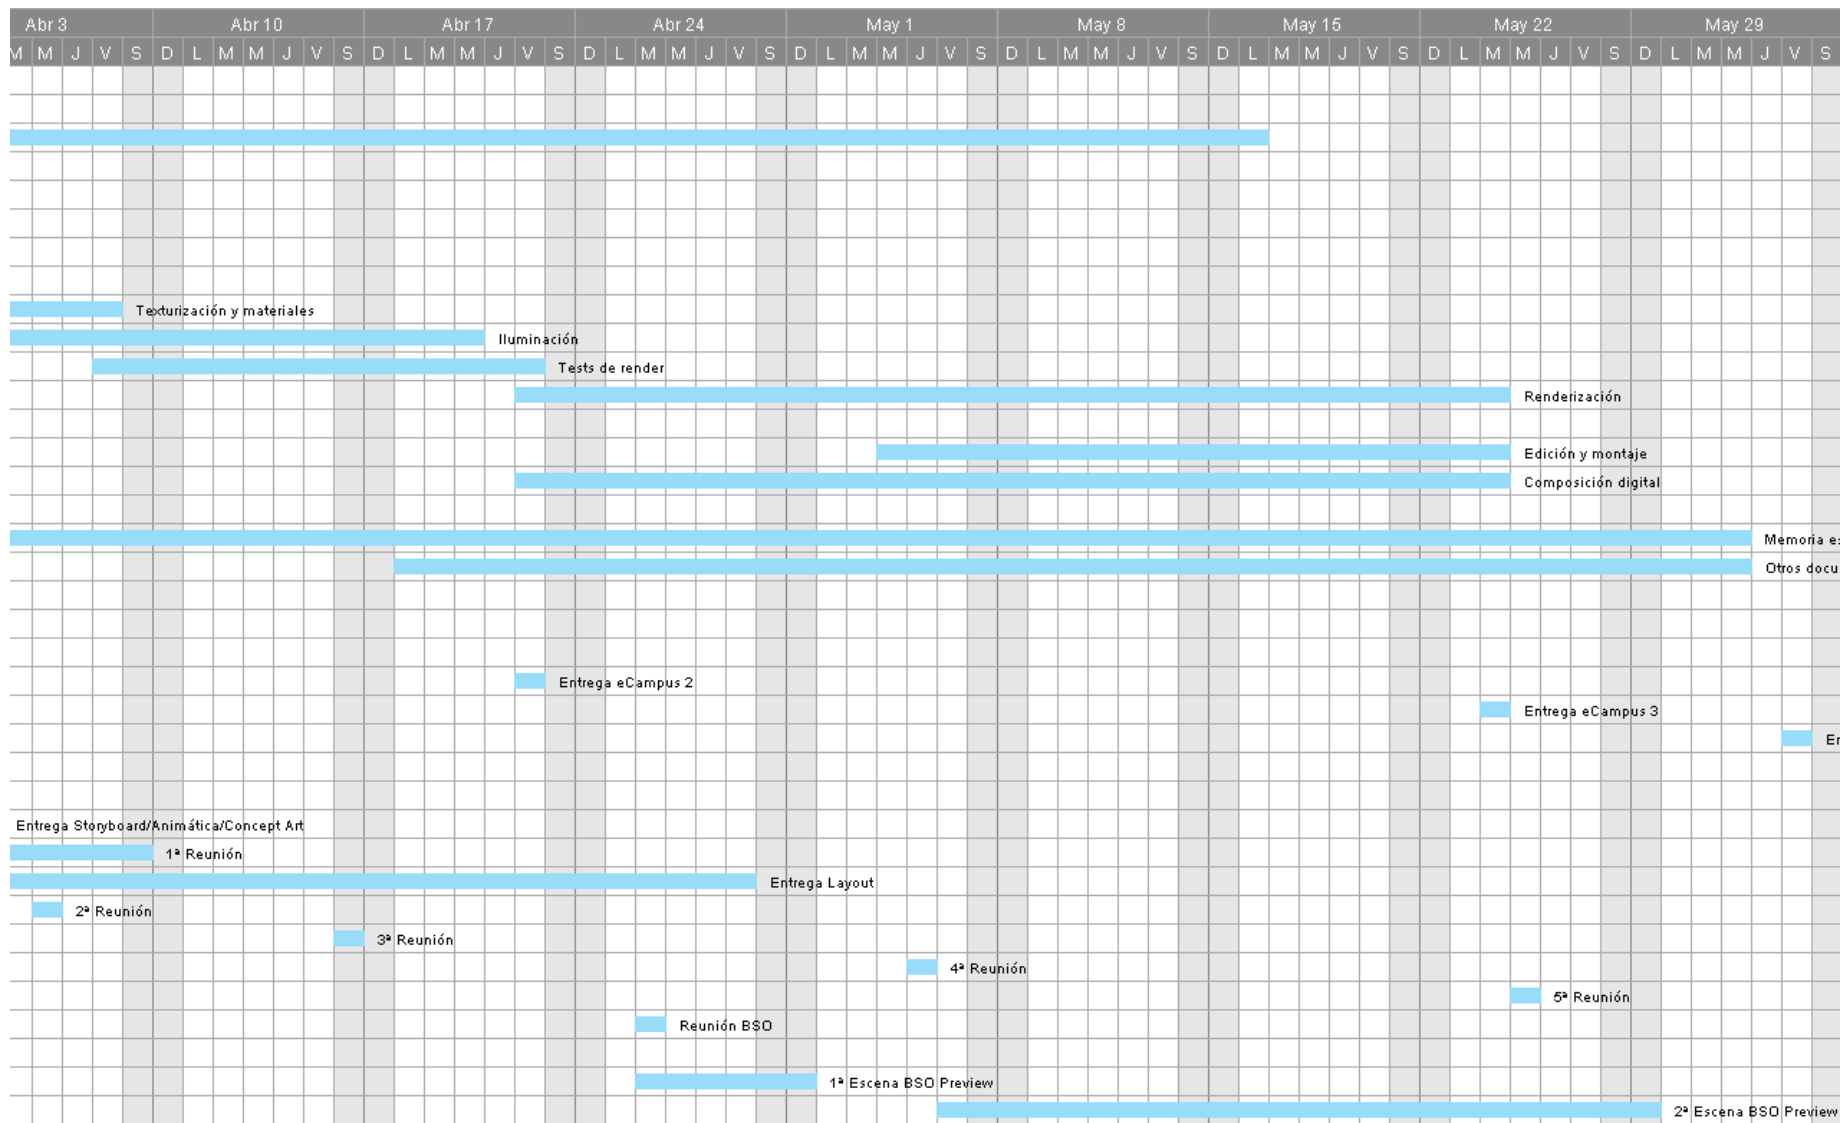 Abr 3 Abr 10 Abr 17 Abr 24 May 1 May 8 May 15 May 22 May 29
M M J V S D L M M J V S D L M M J V S D L M M J V S D L M M J V S D L M M J V S D L M M J V S D L M M J V S D L M M J V S
Texturización y materiales
Iluminación
Tests de render
Renderización
Edición y montaje
Composición digital
Memoria es
Otros docu
Entrega eCampus 2
Entrega eCampus 3
En
Entrega Storyboard/Animática/Concept Art
1ª Reunión
Entrega Layout
2ª Reunión
3ª Reunión
4ª Reunión
5ª Reunión
Reunión BSO
1ª Escena BSO Preview
2ª Escena BSO Preview